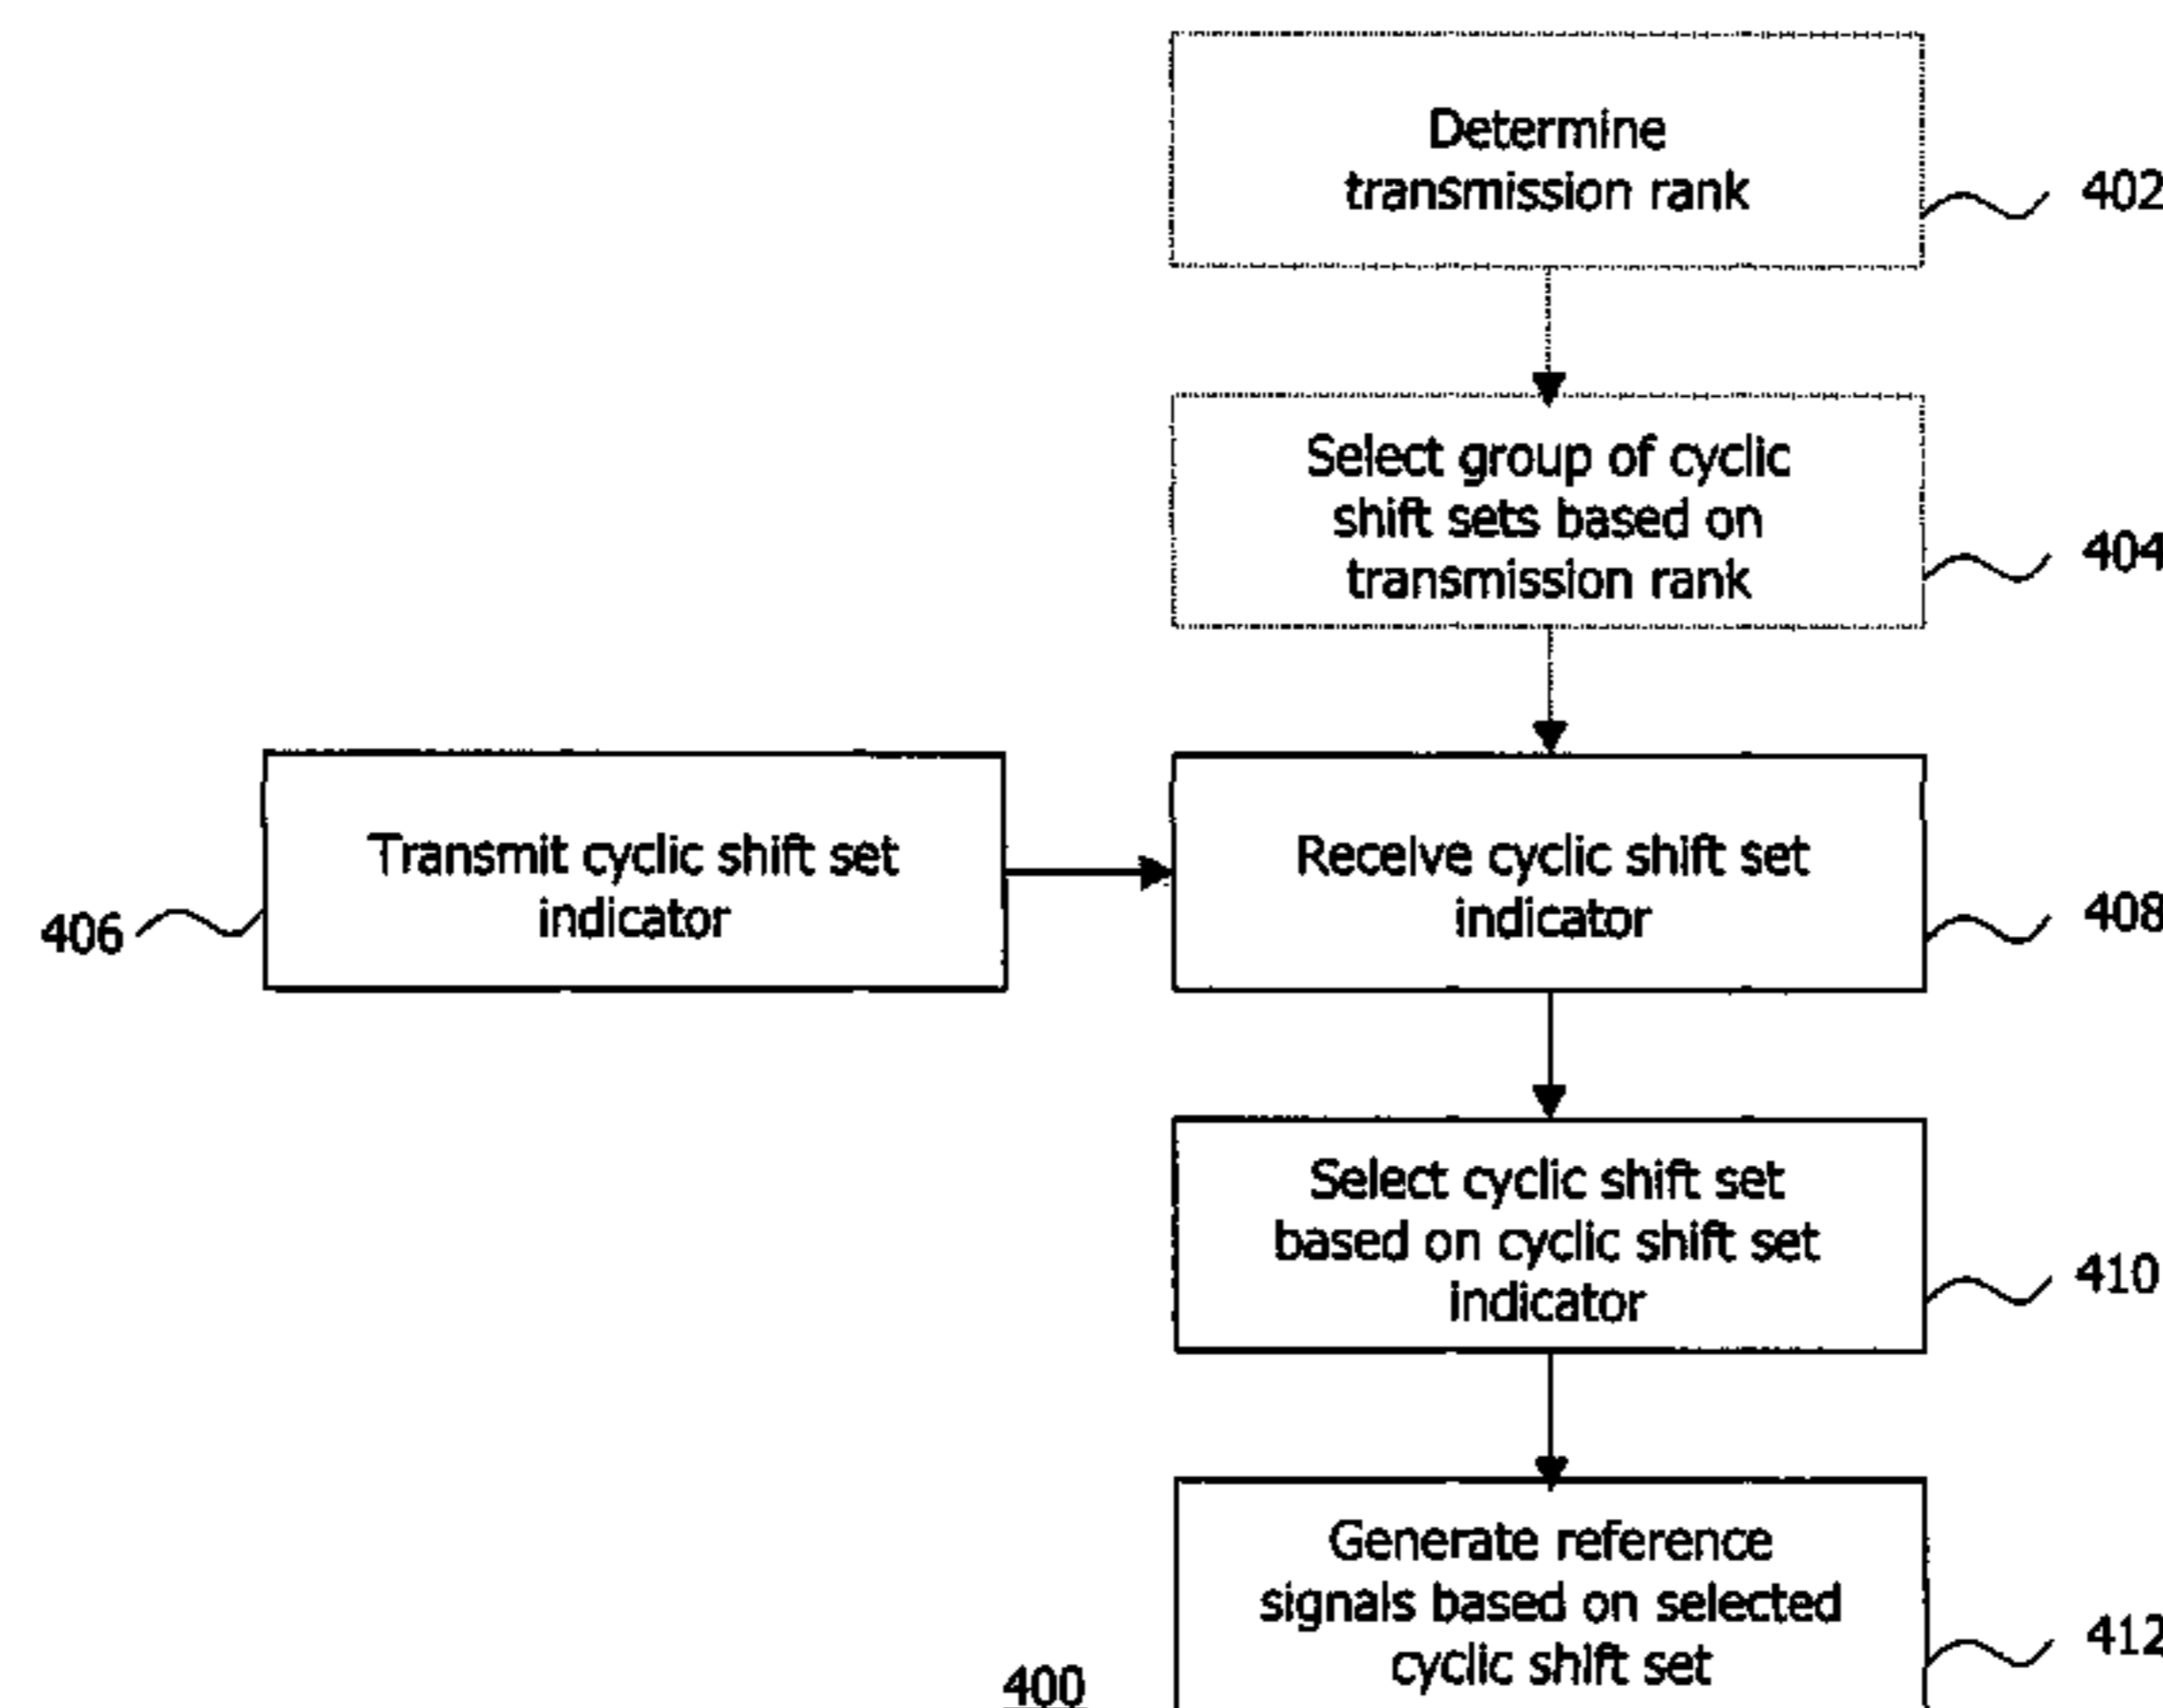 Determine
transmission rank
402
Select group of cyclic
shift sets based on
transmission rank
404
Transmit cyclic shift set
indicator
406
Receive cyclic shift set
indicator
408
Select cyclic shift set
based on cyclic shift set
indicator
410
Generate reference
signals based on selected
cyclic shift set
412
400